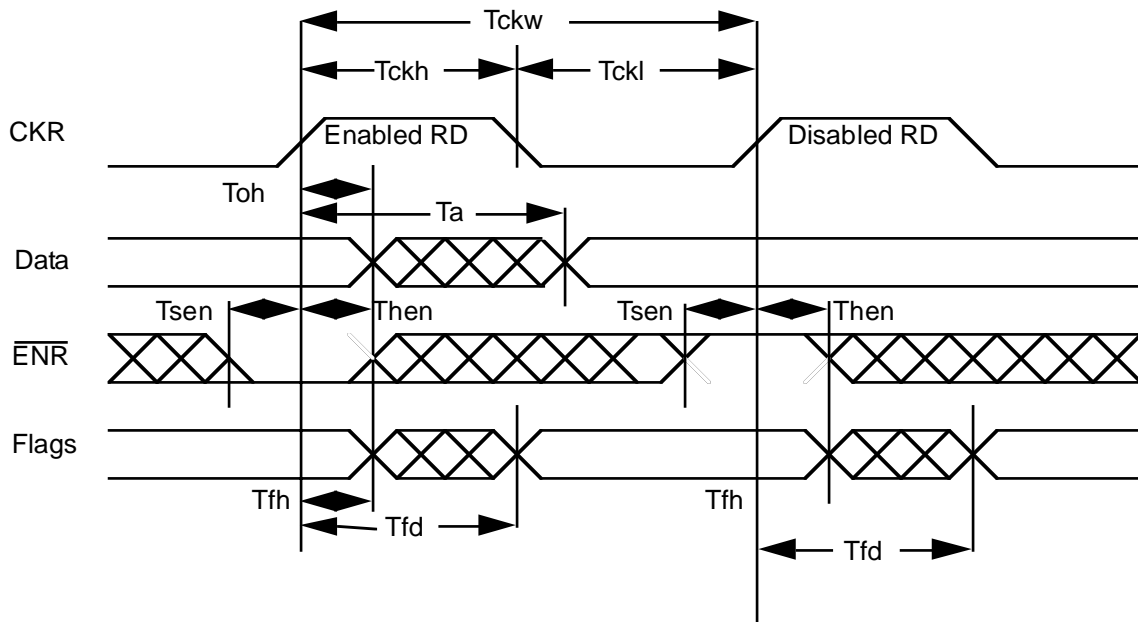 Tckw
Tckh Tckl
CKR Enabled RD Disabled RD
Toh
Ta
Data
Tsen Then Tsen Then
ENR
Flags
Tfh Tfh
Tfd
Tfd